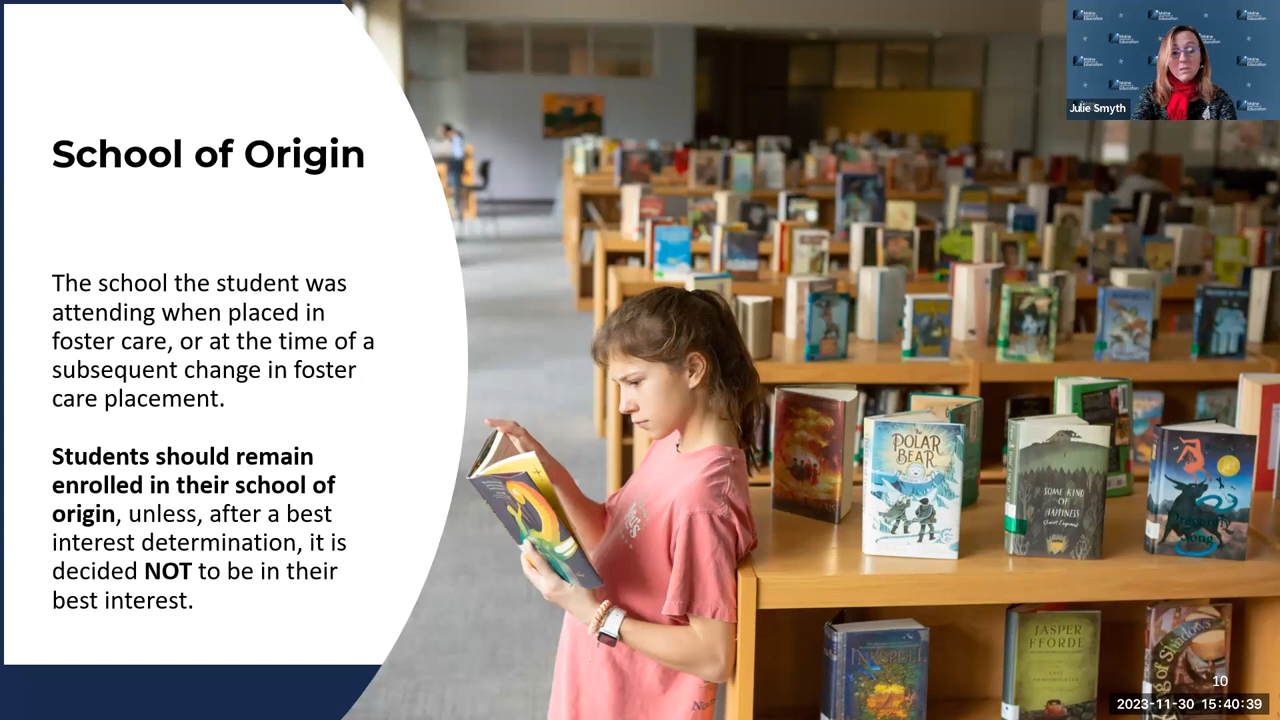 School of Origin
The school the student was
attending when placed in
foster care, or at the time of a
subsequent change in foster
care placement.
Students should remain
enrolled in their school of
origin, unless, after a best
interest determination, it is
decided NOT to be in their
best interest.
Julie Smyth
POLAR
BEAR
SOME KIND
OF
HAPPINESS
Dragonfly
Song
INKSPELL
JASPER
FFORDE
10
2023-11-30 15:40:39